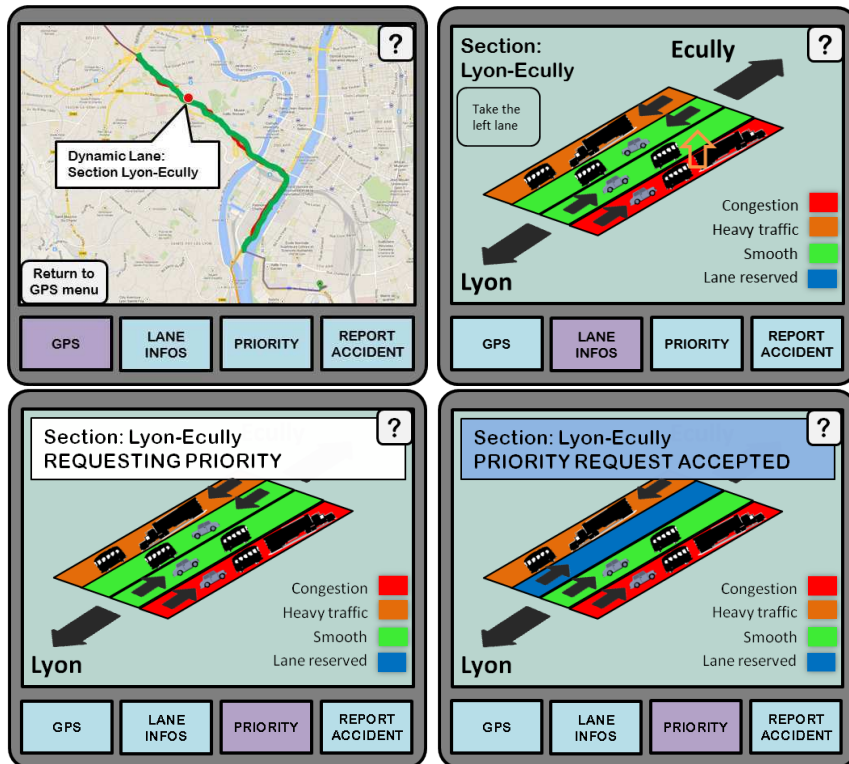 ?
Dynamic Lane:
Section Lyon-Ecully
Return to
GPS menu
GPS
LANE
INFOS
PRIORITY
REPORT
ACCIDENT
Section:
Lyon-Ecully
Ecully
?
Take the
left lane
Congestion
Heavy traffic
Smooth
Lane reserved
Lyon
GPS
LANE
INFOS
PRIORITY
REPORT
ACCIDENT
Section: Lyon-Ecully
REQUESTING PRIORITY
?
Congestion
Heavy traffic
Smooth
Lane reserved
Lyon
GPS
LANE
INFOS
PRIORITY
REPORT
ACCIDENT
Section: Lyon-Ecully
PRIORITY REQUEST ACCEPTED
?
Congestion
Heavy traffic
Smooth
Lane reserved
Lyon
GPS
LANE
INFOS
PRIORITY
REPORT
ACCIDENT